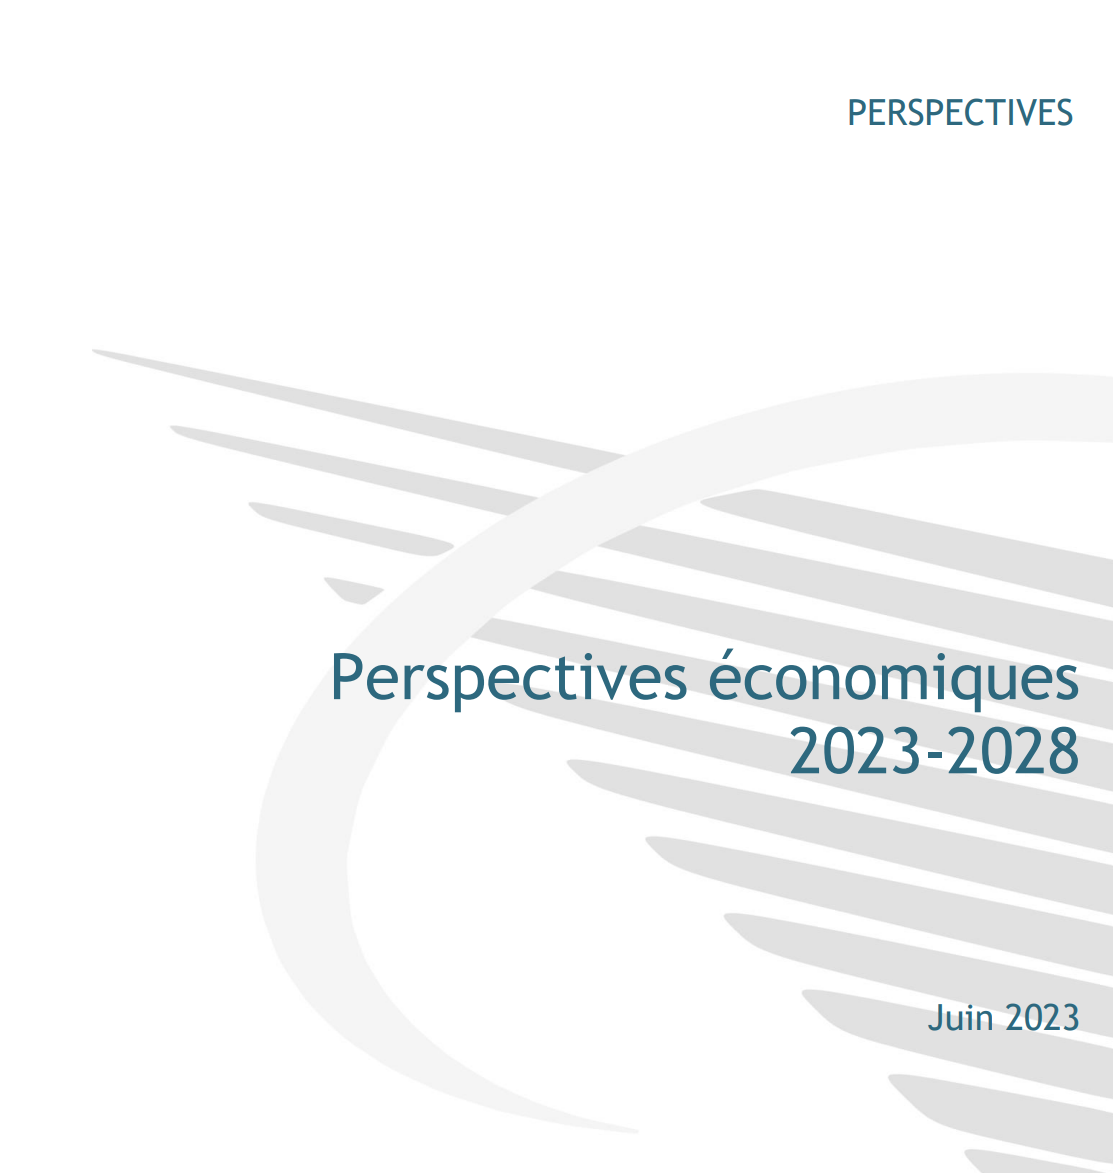 PERSPECTIVES
Perspectives économiques
2023-2028
Juin 2023